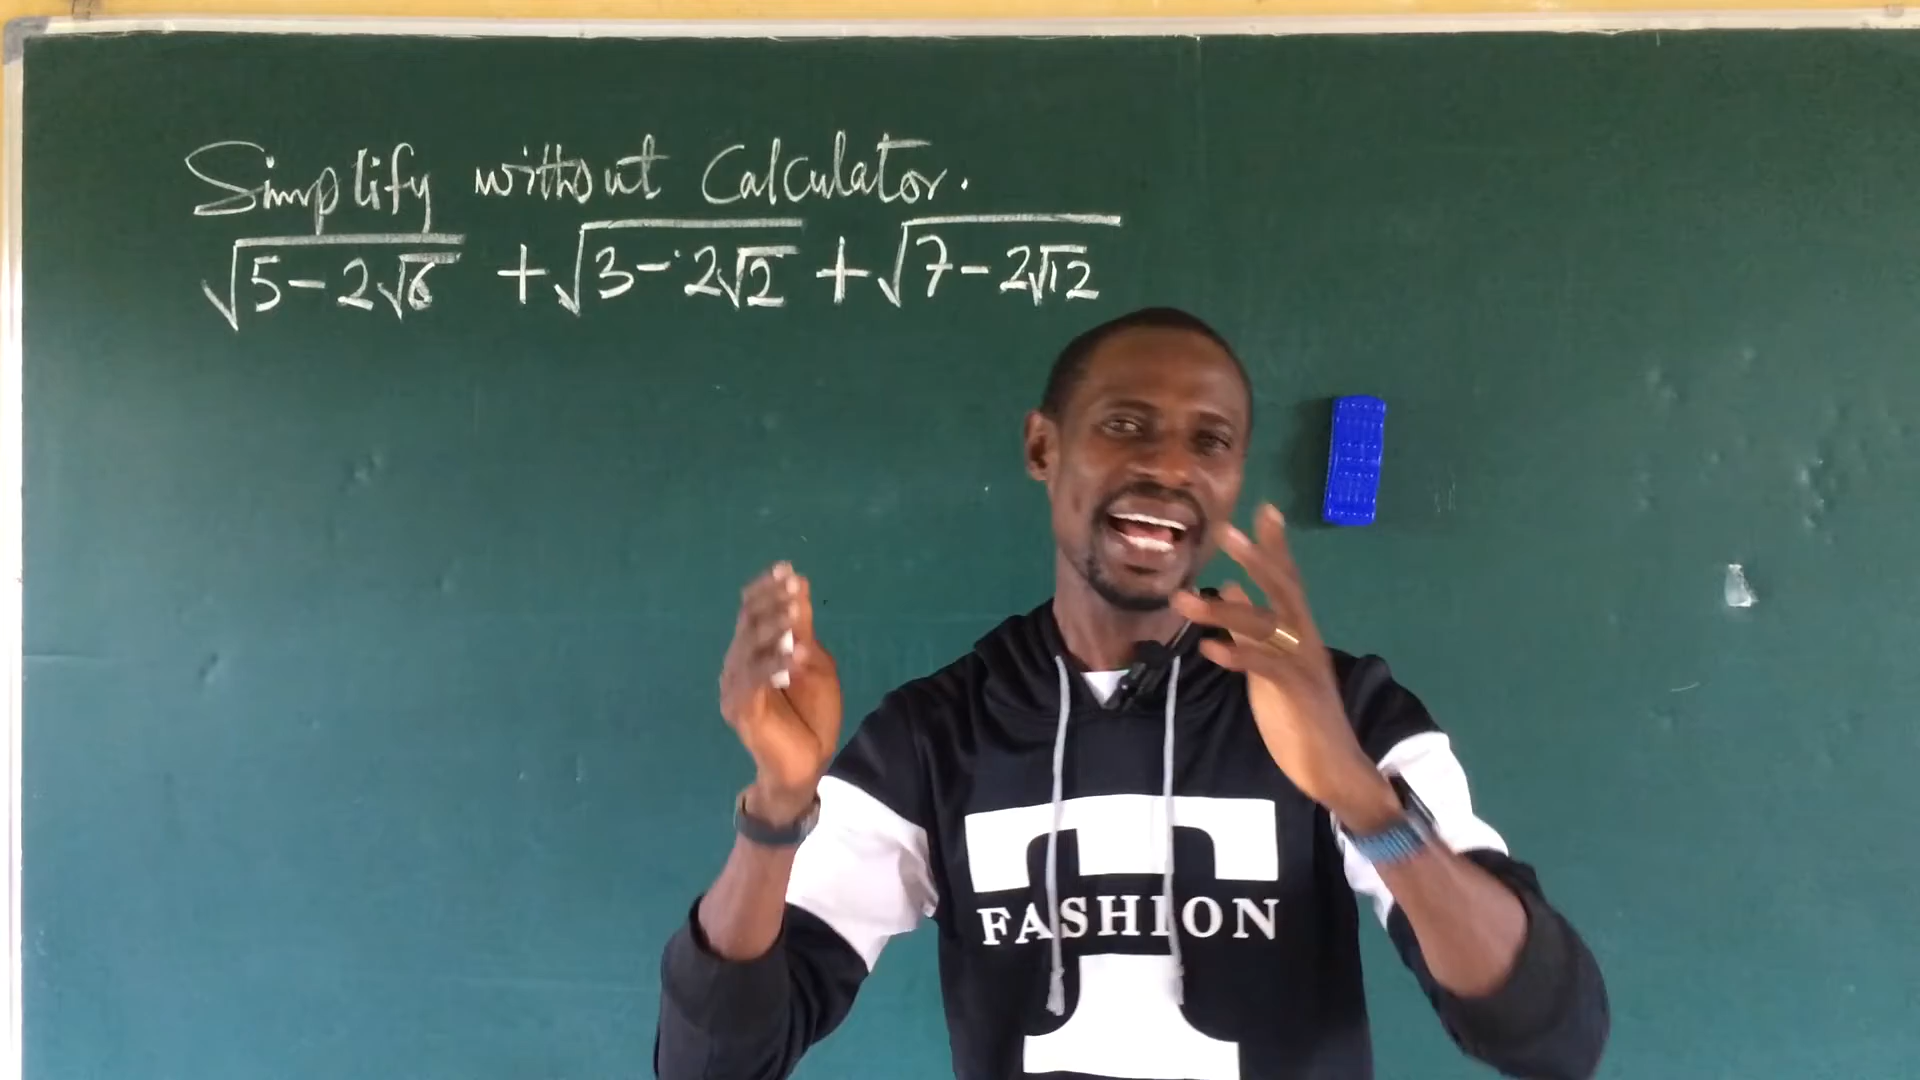 Simplify without Calculator.
√5-2√6 + √3-2√2 + √7-2√12
T
FASHION